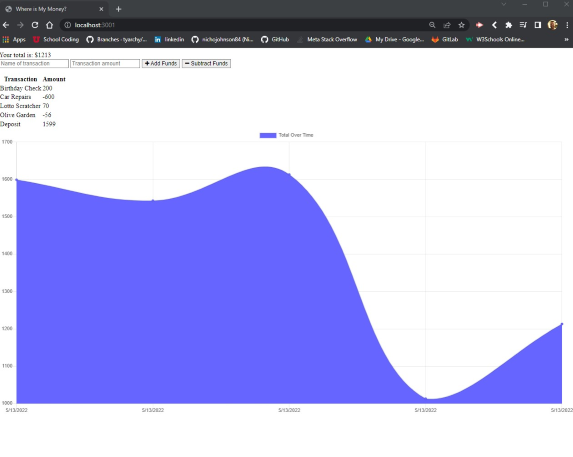 Where is My Money?
localhost:5001
Apps
School Coding
Branches · tyarchy/...
linkedin
nichojohnson84 (Ni...
GitHub
Meta Stack Overflow
My Drive - Google...
GitLab
W3Schools Online...
Your total is: $1213
Name of transaction
Transaction amount
Add Funds
Subtract Funds
Transaction Amount
Birthday Check 200
Car Repairs -600
Lotto Scratcher 70
Olive Garden -56
Deposit 1599
Total Over Time
1700
1600
1500
1400
1300
1200
1100
1000
5/13/2022 5/13/2022 5/13/2022 5/13/2022 5/13/2022